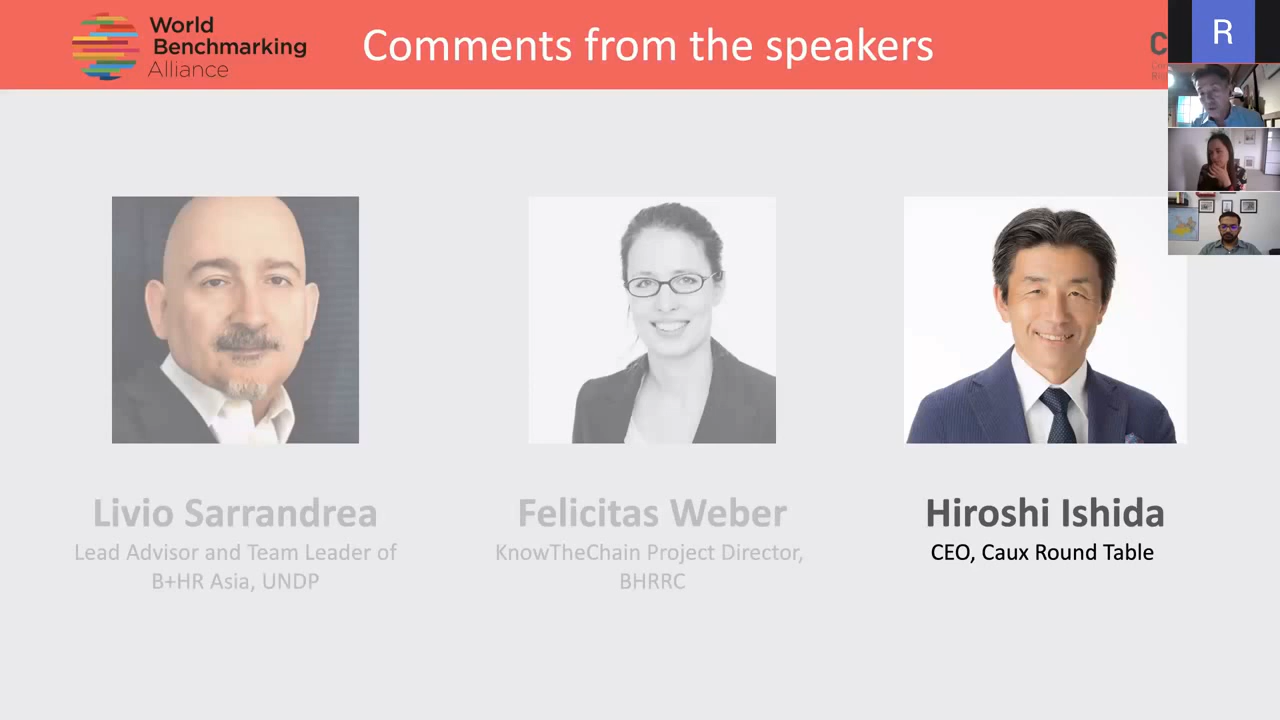 World
Benchmarking
Alliance
Comments from the speakers
R
Livio Sarrandrea
Lead Advisor and Team Leader of
B+HR Asia, UNDP
Felicitas Weber
KnowTheChain Project Director,
BHRRC
Hiroshi Ishida
CEO, Caux Round Table